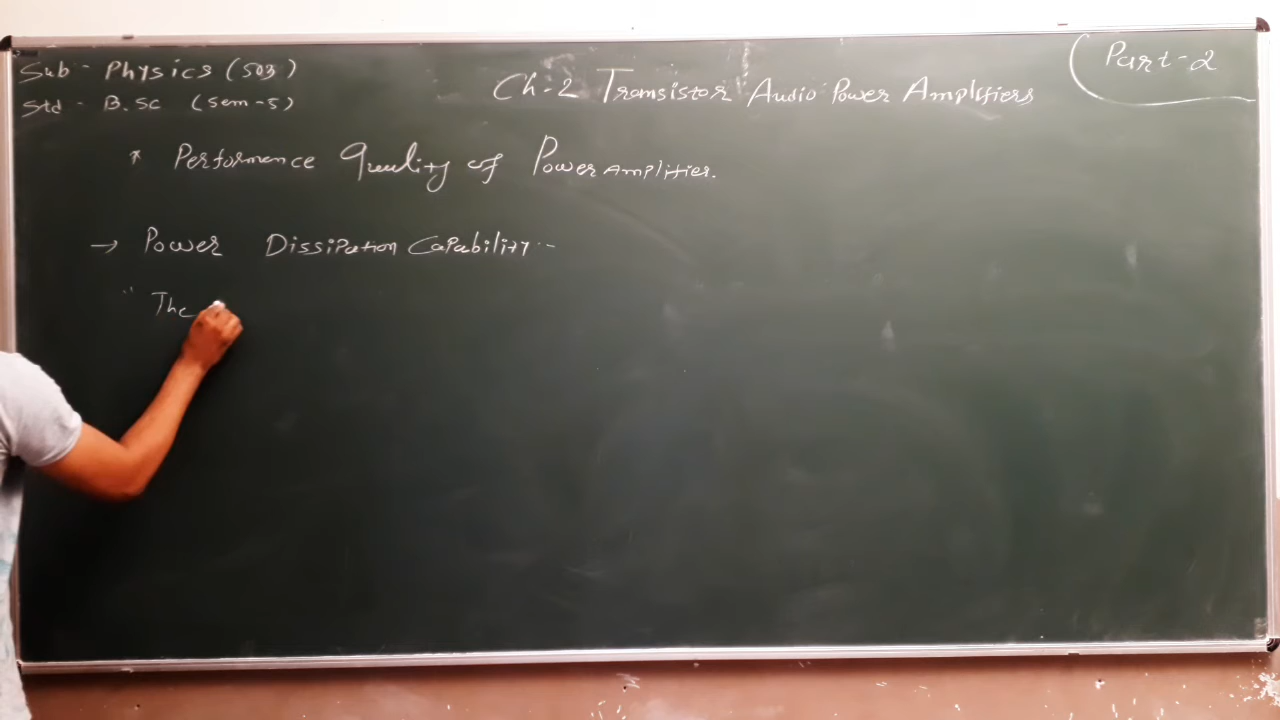 Sub - Physics (503)
Std - B.Sc (Sem-5)
Ch-2 Transistor Audio Power Amplifiers
Part-2
* Performance Quality of Power amplifier.
→ Power Dissipation Capability :-
" The